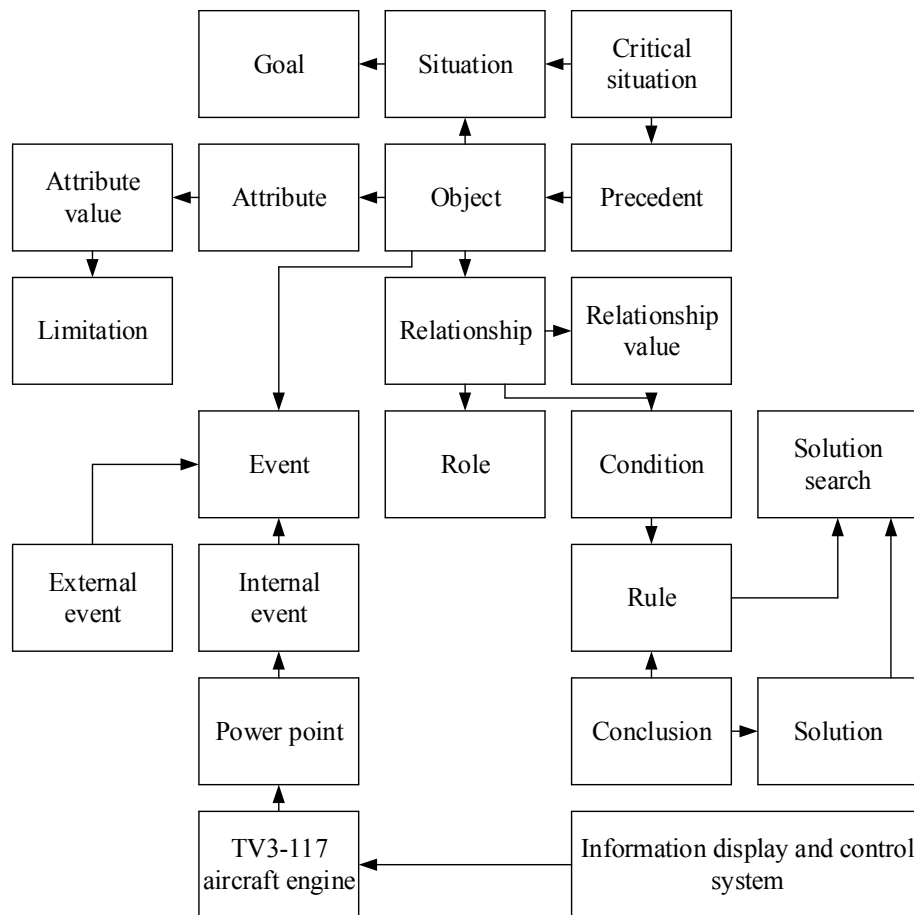 Goal
Situation
Critical
situation
Attribute
value
Attribute
Object
Precedent
Limitation
Relationship
Relationship
value
Event
Role
Condition
Solution
search
External
event
Internal
event
Rule
Power point
Conclusion
Solution
TV3-117
aircraft engine
Information display and control
system